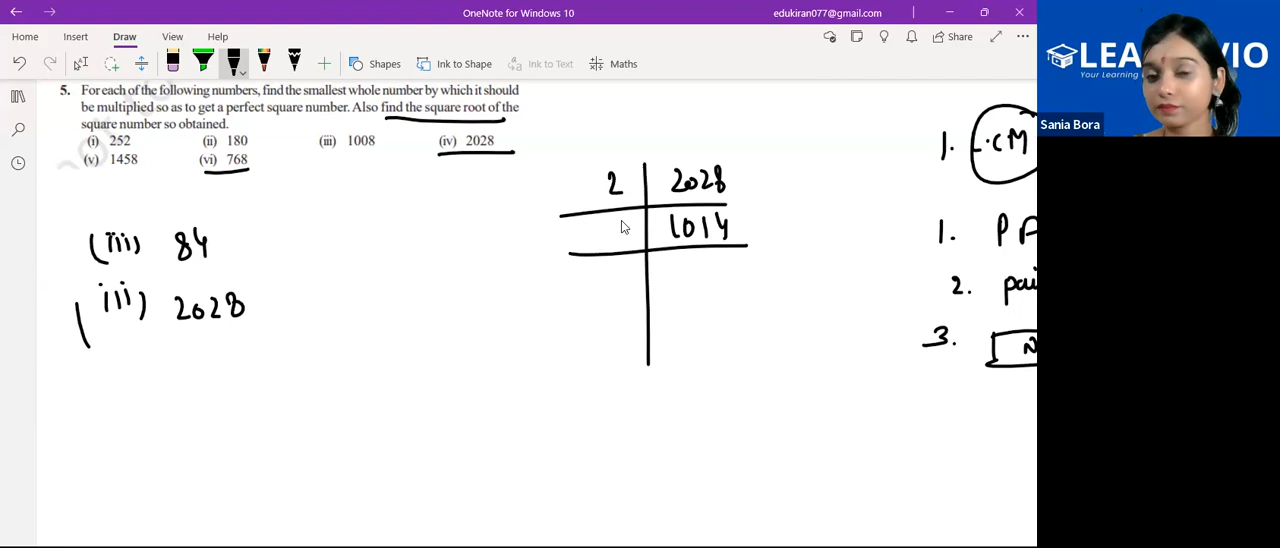 OneNote for Windows 10
edukiran077@gmail.com
Home Insert Draw View Help
Shapes Ink to Shape Ink to Text Maths Share
5. For each of the following numbers, find the smallest whole number by which it should
be multiplied so as to get a perfect square number. Also find the square root of the
square number so obtained.
(i) 252 (ii) 180 (iii) 1008 (iv) 2028
(v) 1458 (vi) 768
LEA VIO
Your Learning
Sania Bora
1. L.CM
2 2028
1014
(iii) 84
(iii) 2028
1. P
2. pai
3. N